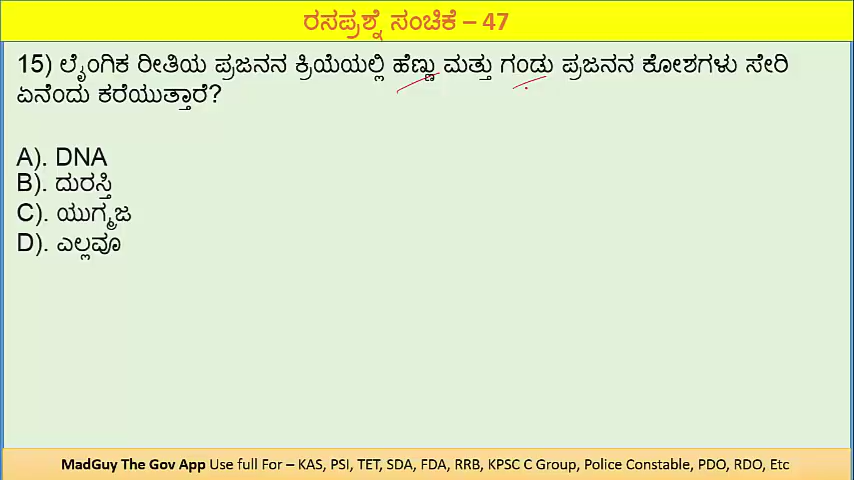 ರಸಪ್ರಶ್ನೆ ಸಂಚಿಕೆ – 47
15) ಲೈಂಗಿಕ ರೀತಿಯ ಪ್ರಜನನ ಕ್ರಿಯೆಯಲ್ಲಿ ಹೆಣ್ಣು ಮತ್ತು ಗಂಡು ಪ್ರಜನನ ಕೋಶಗಳು ಸೇರಿ
ಏನೆಂದು ಕರೆಯುತ್ತಾರೆ?
A). DNA
B). ದುರಸ್ತಿ
C). ಯುಗ್ಮಜ
D). ಎಲ್ಲವೂ
MadGuy The Gov App Use full For – KAS, PSI, TET, SDA, FDA, RRB, KPSC C Group, Police Constable, PDO, RDO, Etc